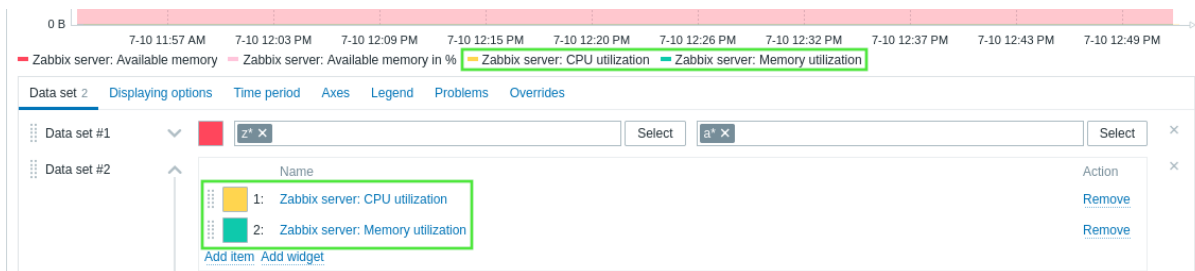 0 B
7-10 11:57 AM 7-10 12:03 PM 7-10 12:09 PM 7-10 12:15 PM 7-10 12:20 PM 7-10 12:26 PM 7-10 12:32 PM 7-10 12:37 PM 7-10 12:43 PM 7-10 12:49 PM
Zabbix server: Available memory Zabbix server: Available memory in % Zabbix server: CPU utilization Zabbix server: Memory utilization
Data set 2 Displaying options Time period Axes Legend Problems Overrides
Data set #1 z* × Select a* × Select ×
Data set #2 Name Action ×
1: Zabbix server: CPU utilization Remove
2: Zabbix server: Memory utilization Remove
Add item Add widget